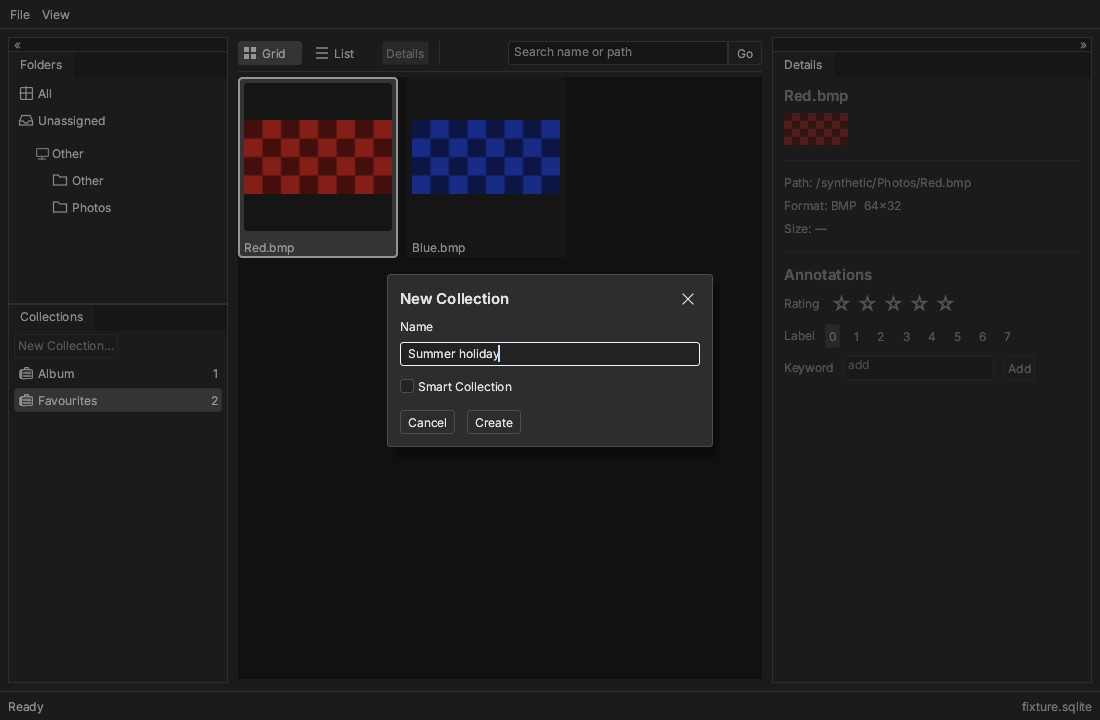 File View
«
Folders
All
Unassigned
Other
Other
Photos
Collections
New Collection...
Album 1
Favourites 2
Grid List Details Search name or path Go
Red.bmp Blue.bmp
New Collection
Name
Summer holiday
Smart Collection
Cancel Create
»
Details
Red.bmp
Path: /synthetic/Photos/Red.bmp
Format: BMP 64×32
Size: —
Annotations
Rating
Label 0 1 2 3 4 5 6 7
Keyword add Add
Ready fixture.sqlite